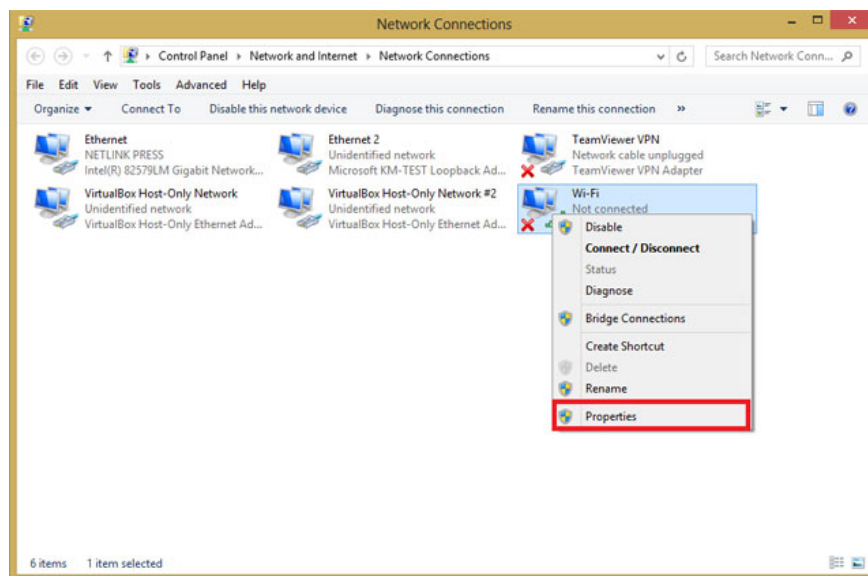 Network Connections
Control Panel Network and Internet Network Connections
Search Network Conn...
File Edit View Tools Advanced Help
Organize Connect To Disable this network device Diagnose this connection Rename this connection »
Ethernet
NETLINK PRESS
Intel(R) 82579LM Gigabit Network...
Ethernet 2
Unidentified network
Microsoft KM-TEST Loopback Ad...
TeamViewer VPN
Network cable unplugged
TeamViewer VPN Adapter
VirtualBox Host-Only Network
Unidentified network
VirtualBox Host-Only Ethernet Ad...
VirtualBox Host-Only Network #2
Unidentified network
VirtualBox Host-Only Ethernet Ad...
Wi-Fi
Not connected
Disable
Connect / Disconnect
Status
Diagnose
Bridge Connections
Create Shortcut
Delete
Rename
Properties
6 items 1 item selected